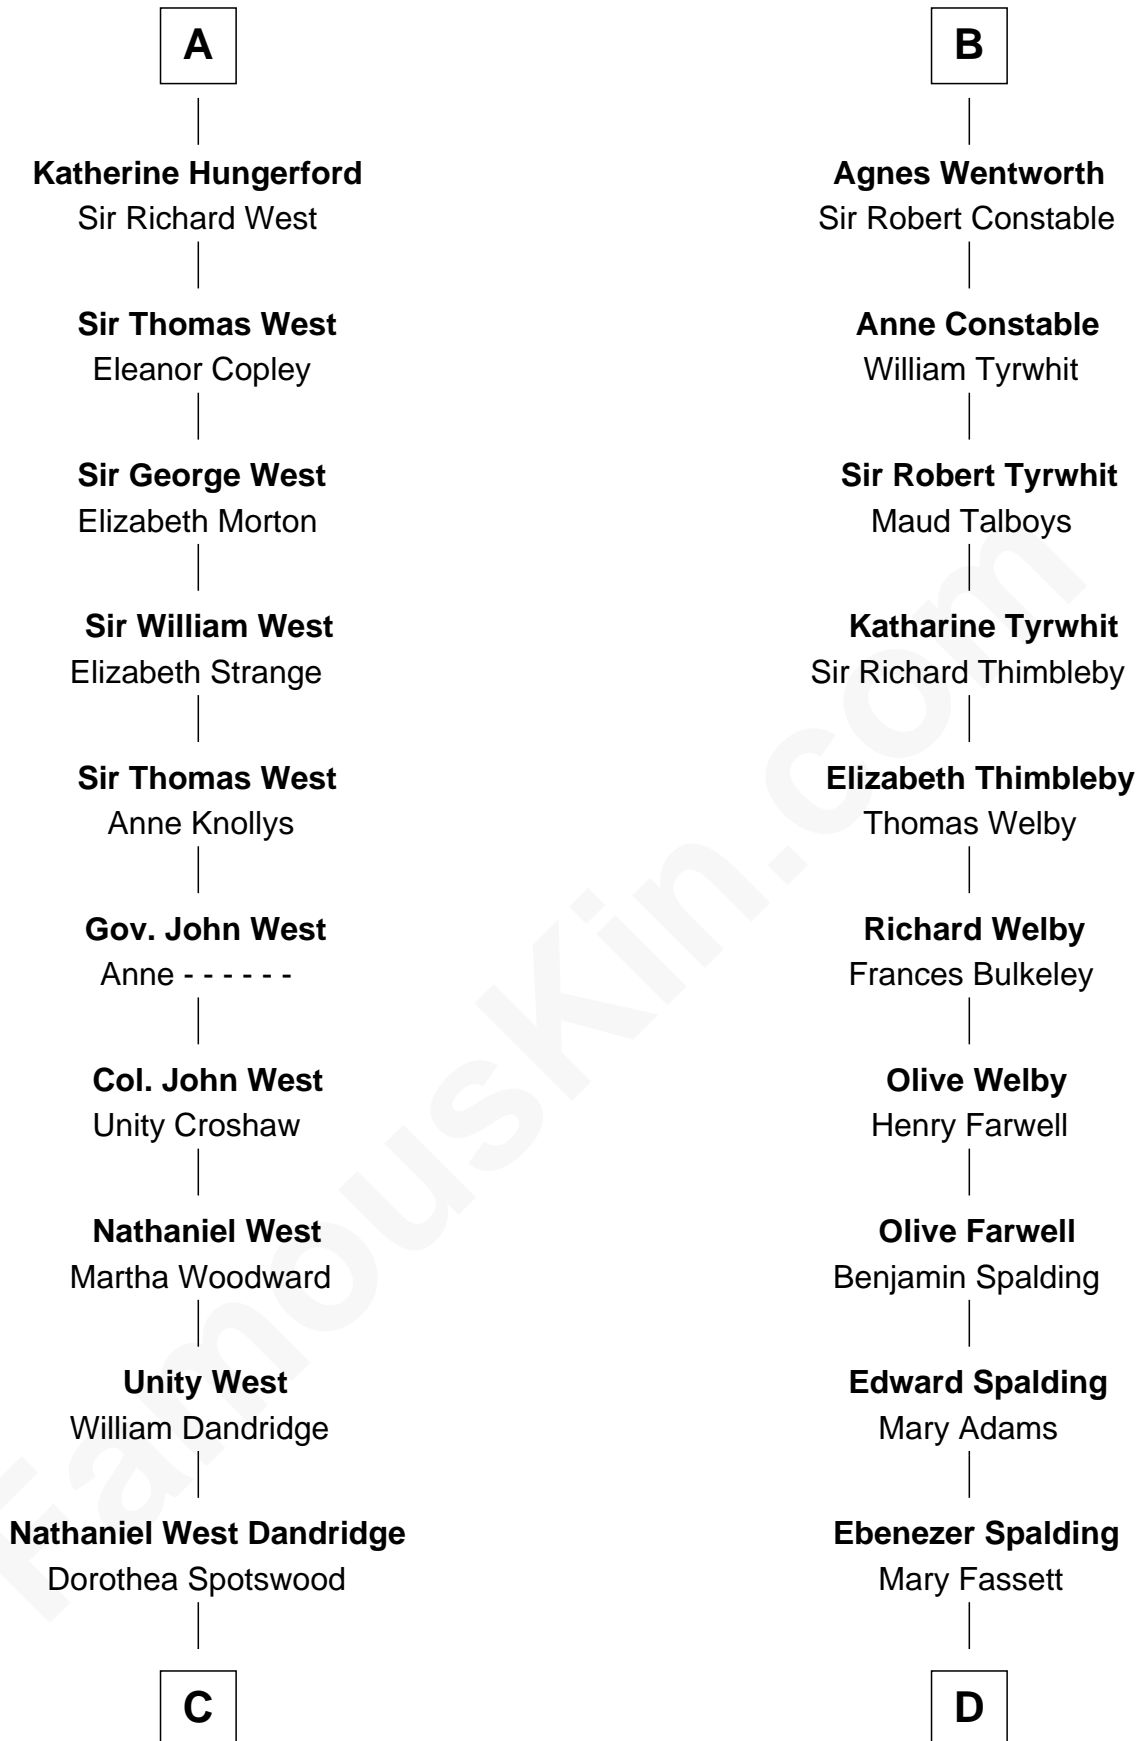 A
Katherine Hungerford
Sir Richard West
Sir Thomas West
Eleanor Copley
Sir George West
Elizabeth Morton
Sir William West
Elizabeth Strange
Sir Thomas West
Anne Knollys
Gov. John West
Anne - - - - - -
Col. John West
Unity Croshaw
Nathaniel West
Martha Woodward
Unity West
William Dandridge
Nathaniel West Dandridge
Dorothea Spotswood
C
B
Agnes Wentworth
Sir Robert Constable
Anne Constable
William Tyrwhit
Sir Robert Tyrwhit
Maud Talboys
Katharine Tyrwhit
Sir Richard Thimbleby
Elizabeth Thimbleby
Thomas Welby
Richard Welby
Frances Bulkeley
Olive Welby
Henry Farwell
Olive Farwell
Benjamin Spalding
Edward Spalding
Mary Adams
Ebenezer Spalding
Mary Fassett
D
FamousKin.com